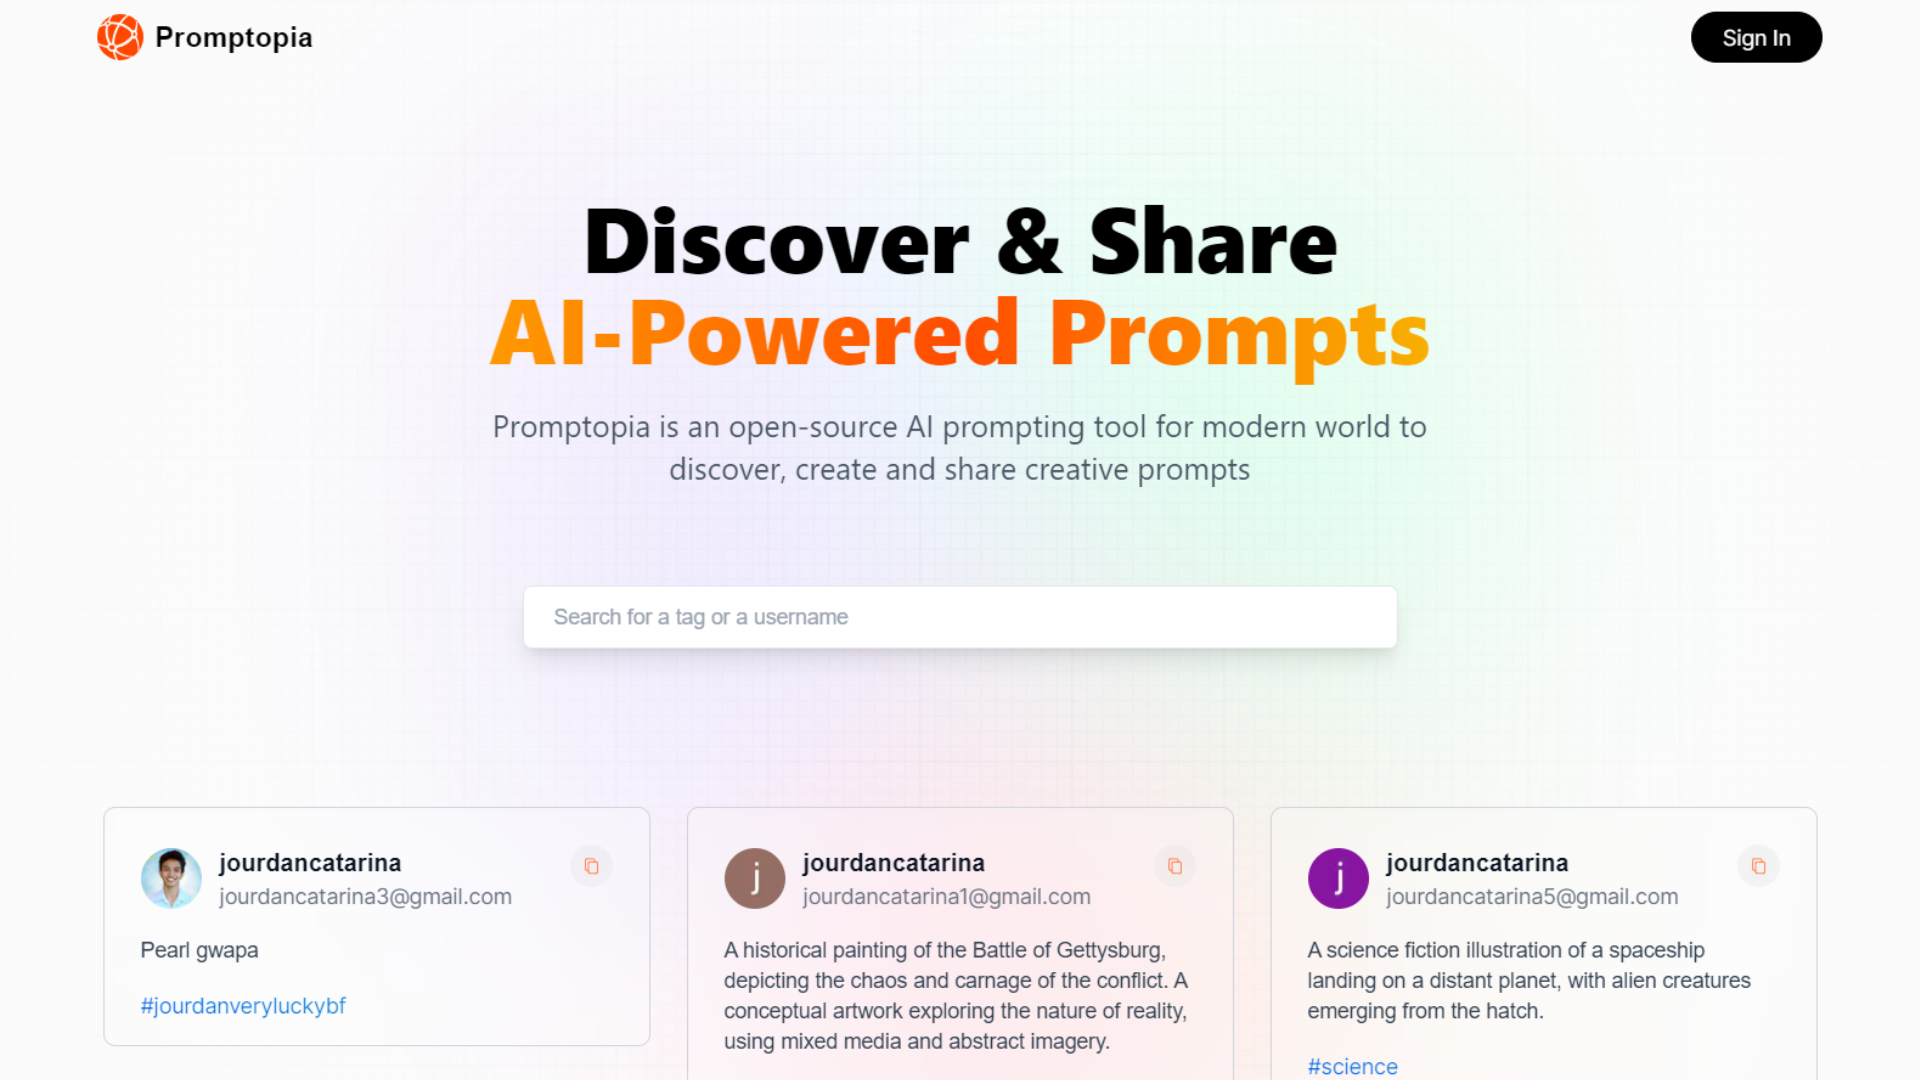 Promptopia
Sign In
Discover & Share
AI-Powered Prompts
Promptopia is an open-source AI prompting tool for modern world to
discover, create and share creative prompts
Search for a tag or a username
jourdancatarina
jourdancatarina3@gmail.com
Pearl gwapa
#jourdanveryluckybf
j
jourdancatarina
jourdancatarina1@gmail.com
A historical painting of the Battle of Gettysburg,
depicting the chaos and carnage of the conflict. A
conceptual artwork exploring the nature of reality,
using mixed media and abstract imagery.
j
jourdancatarina
jourdancatarina5@gmail.com
A science fiction illustration of a spaceship
landing on a distant planet, with alien creatures
emerging from the hatch.
#science